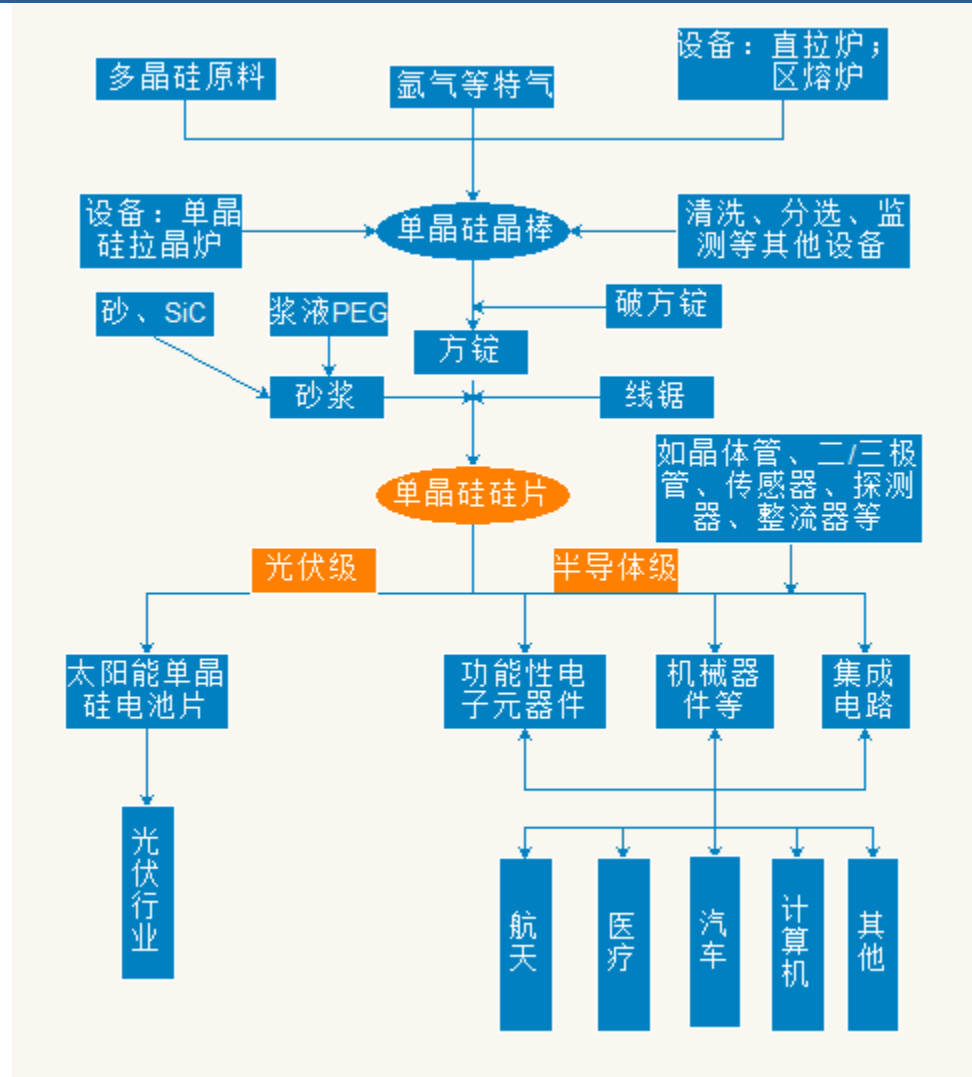 多晶硅原料
氩气等特气
设备：直拉炉；
区熔炉
设备：单晶
硅拉晶炉
单晶硅晶棒
清洗、分选、监
测等其他设备
砂、SiC
浆液PEG
破方锭
方锭
砂浆
线锯
如晶体管、二/三极
管、传感器、探测
器、整流器等
单晶硅硅片
光伏级
半导体级
太阳能单晶
硅电池片
功能性电
子元器件
机械器
件等
集成
电路
光伏行业
航天
医疗
汽车
计算机
其他